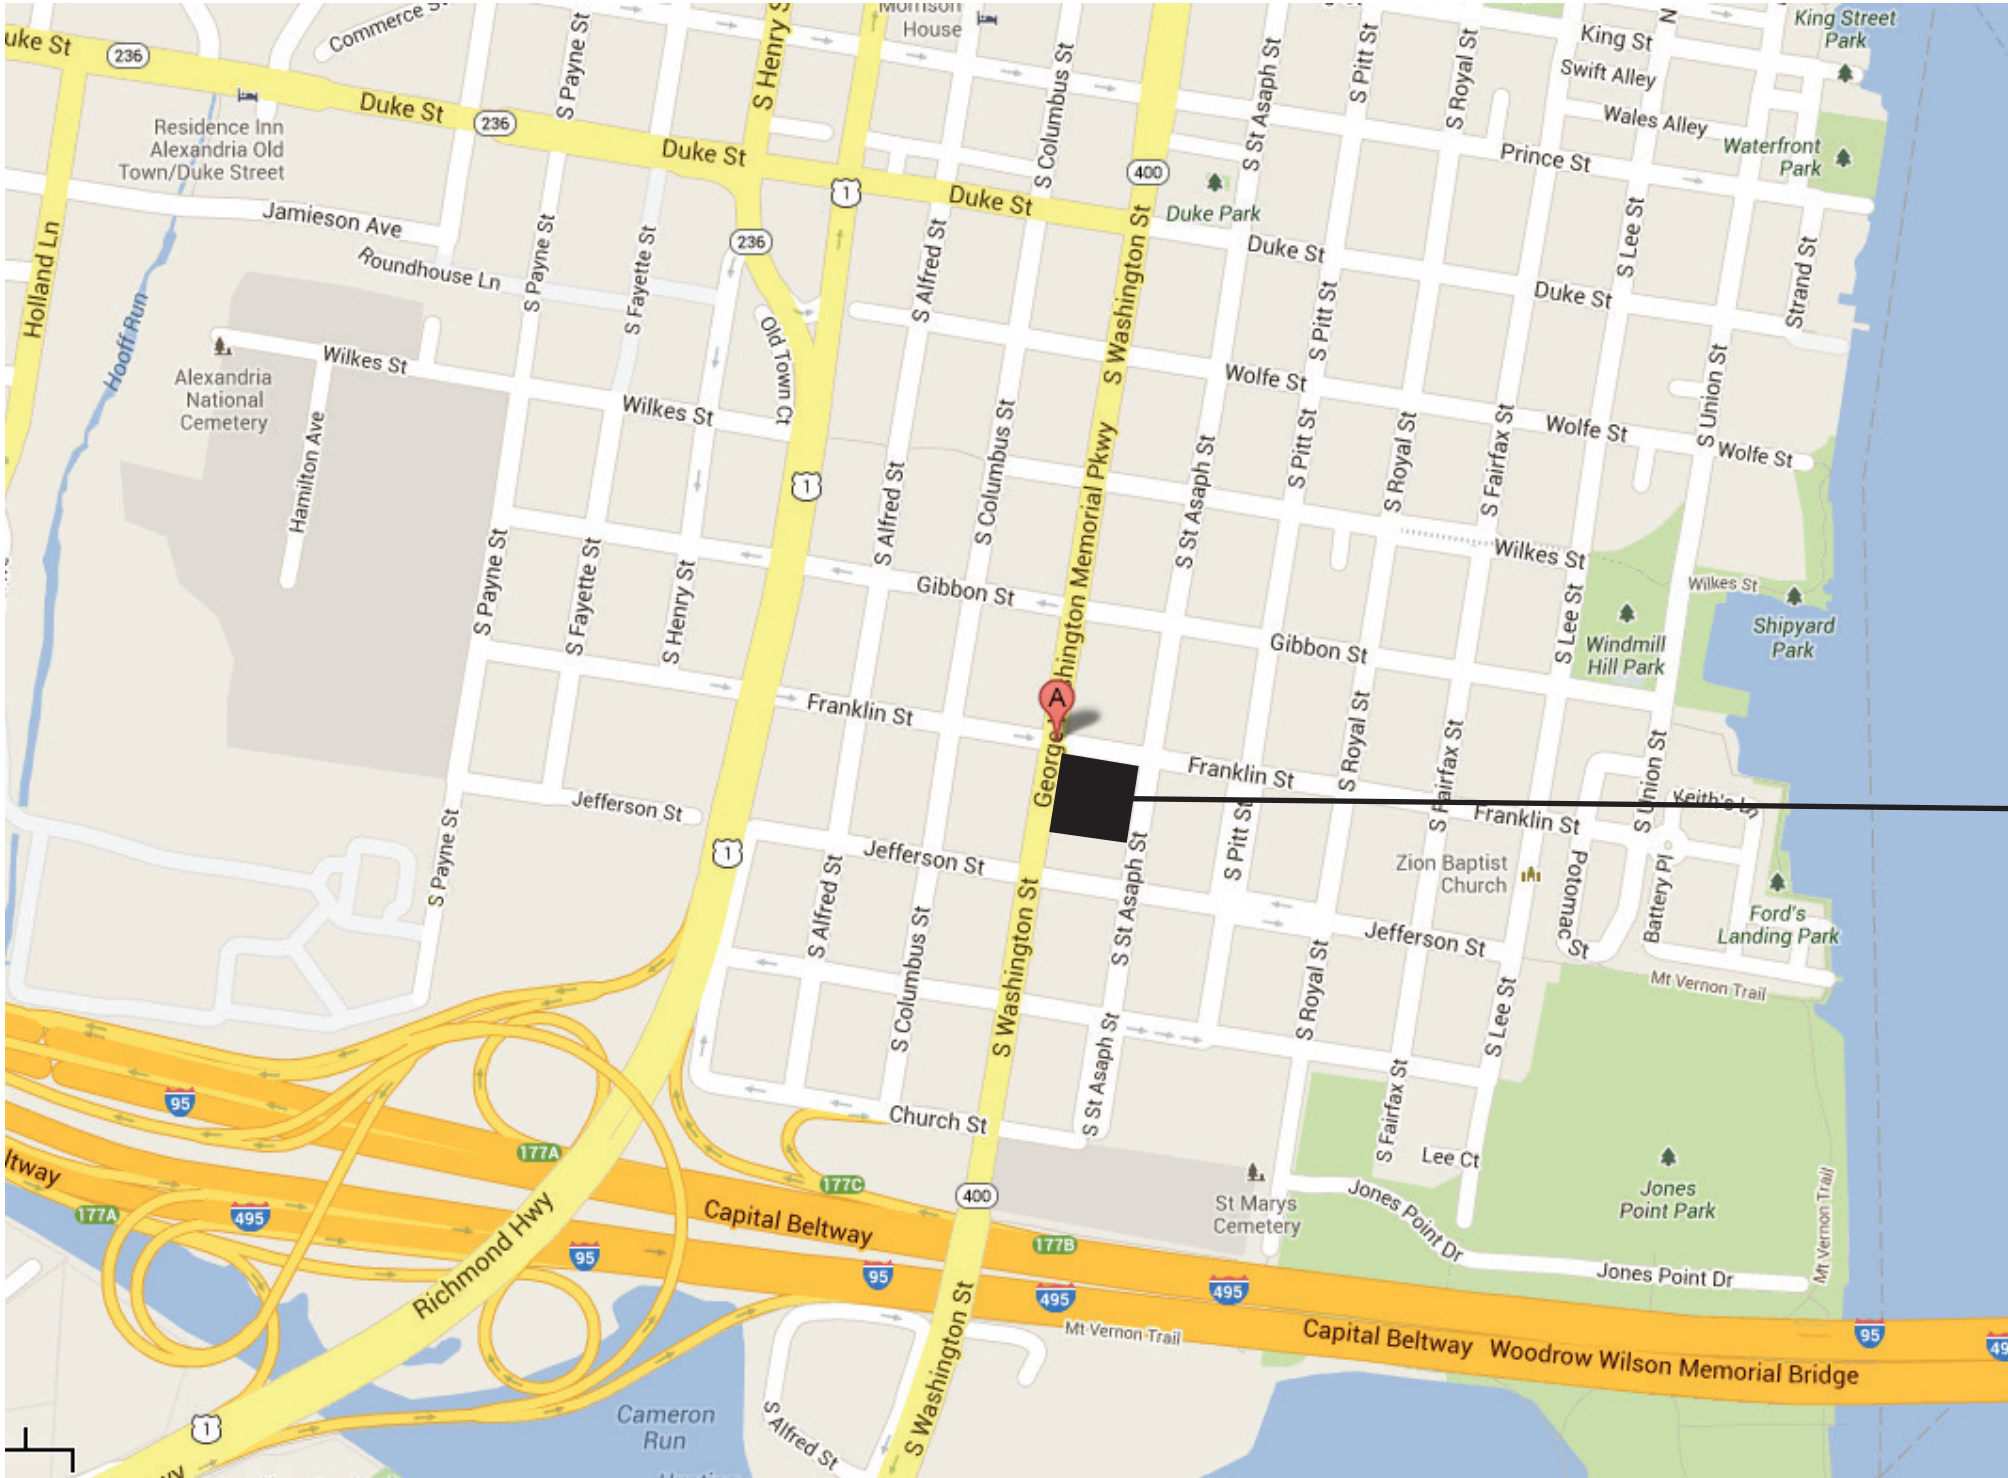 Commerce St
S Payne St
S Henry S
Morrison
House
S Columbus St
S St Asaph St
S Pitt St
S Royal St
King St
King Street
Park
Swift Alley
Wales Alley
Waterfront
Park
Prince St
uke St
236
Duke St
236
Duke St
Residence Inn
Alexandria Old
Town/Duke Street
1
Duke St
400
Duke Park
Duke St
Duke St
S Lee St
Strand St
Jamieson Ave
Roundhouse Ln
236
Holland Ln
Hooff Run
S Payne St
S Fayette St
S Alfred St
S Washington St
S Washington St
S Pitt St
Old Town Ct
Wilkes St
Wilkes St
Alexandria
National
Cemetery
Hamilton Ave
Wolfe St
Wolfe St
Wolfe St
S Union St
1
S Alfred St
S Columbus St
S St Asaph St
S Pitt St
S Royal St
S Fairfax St
Wilkes St
Wilkes St
Shipyard
Park
Windmill
Hill Park
S Lee St
S Payne St
S Fayette St
S Henry St
Gibbon St
Gibbon St
George
shington Memorial Pkwy
A
Franklin St
Franklin St
Franklin St
S Royal St
S Fairfax St
S Union St
Keith's Ln
Jefferson St
Jefferson St
Jefferson St
1
S Payne St
S Alfred St
S Columbus St
S Washington St
S St Asaph St
S Pitt St
Zion Baptist
Church
Potomac
St
Battery Pl
Ford's
Landing Park
Mt Vernon Trail
S Royal St
S Lee St
S Fairfax St
S St Asaph St
Church St
Lee Ct
Jones
Point Park
St Marys
Cemetery
Jones Point Dr
Jones Point Dr
Mt Vernon Trail
95
177A
177C
400
177B
ltway
177A
495
95
Capital Beltway
95
495
495
Richmond Hwy
S Washington St
Mt Vernon Trail
Capital Beltway
Woodrow Wilson Memorial Bridge
95
49
1
Cameron
Run
S Alfred St
S Washington St